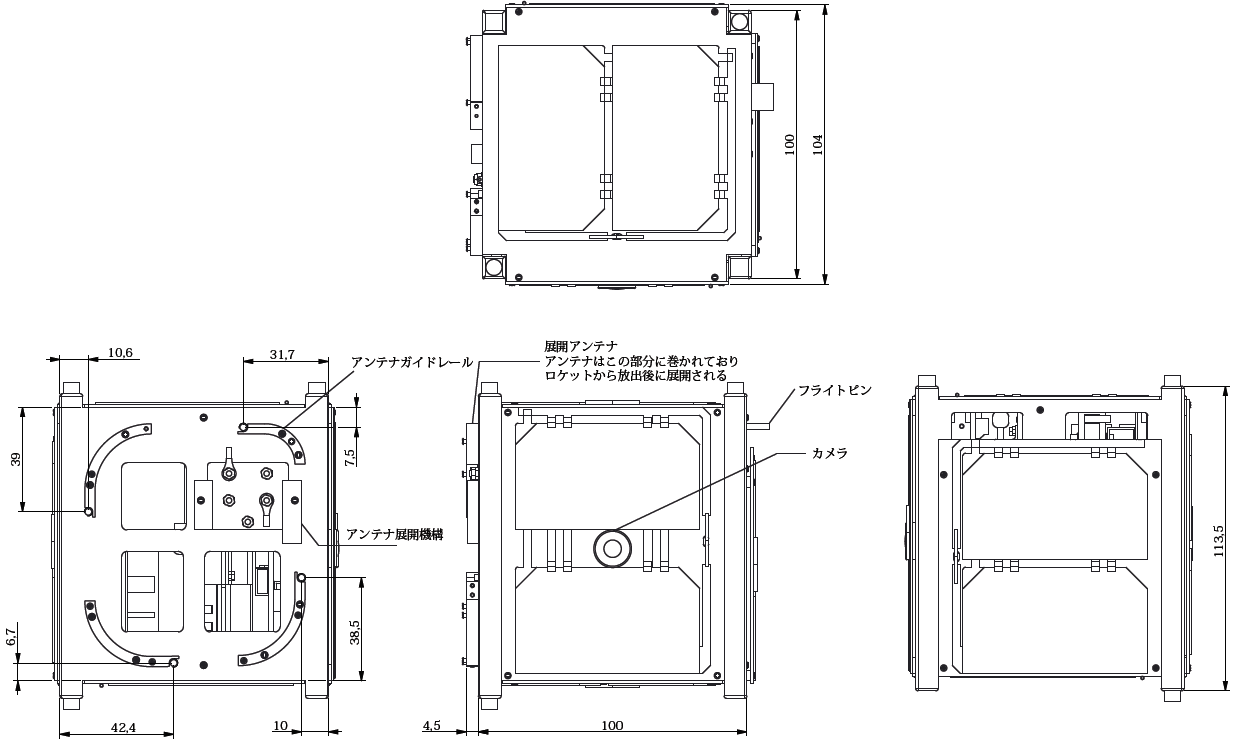 100
104
10,6
31,7
アンテナガイドレール
展開アンテナ
アンテナはこの部分に巻かれており
ロケットから放出後に展開される
フライトピン
カメラ
39
7,5
アンテナ展開機構
113,5
6,7
38,5
42,4
10
4,5
100